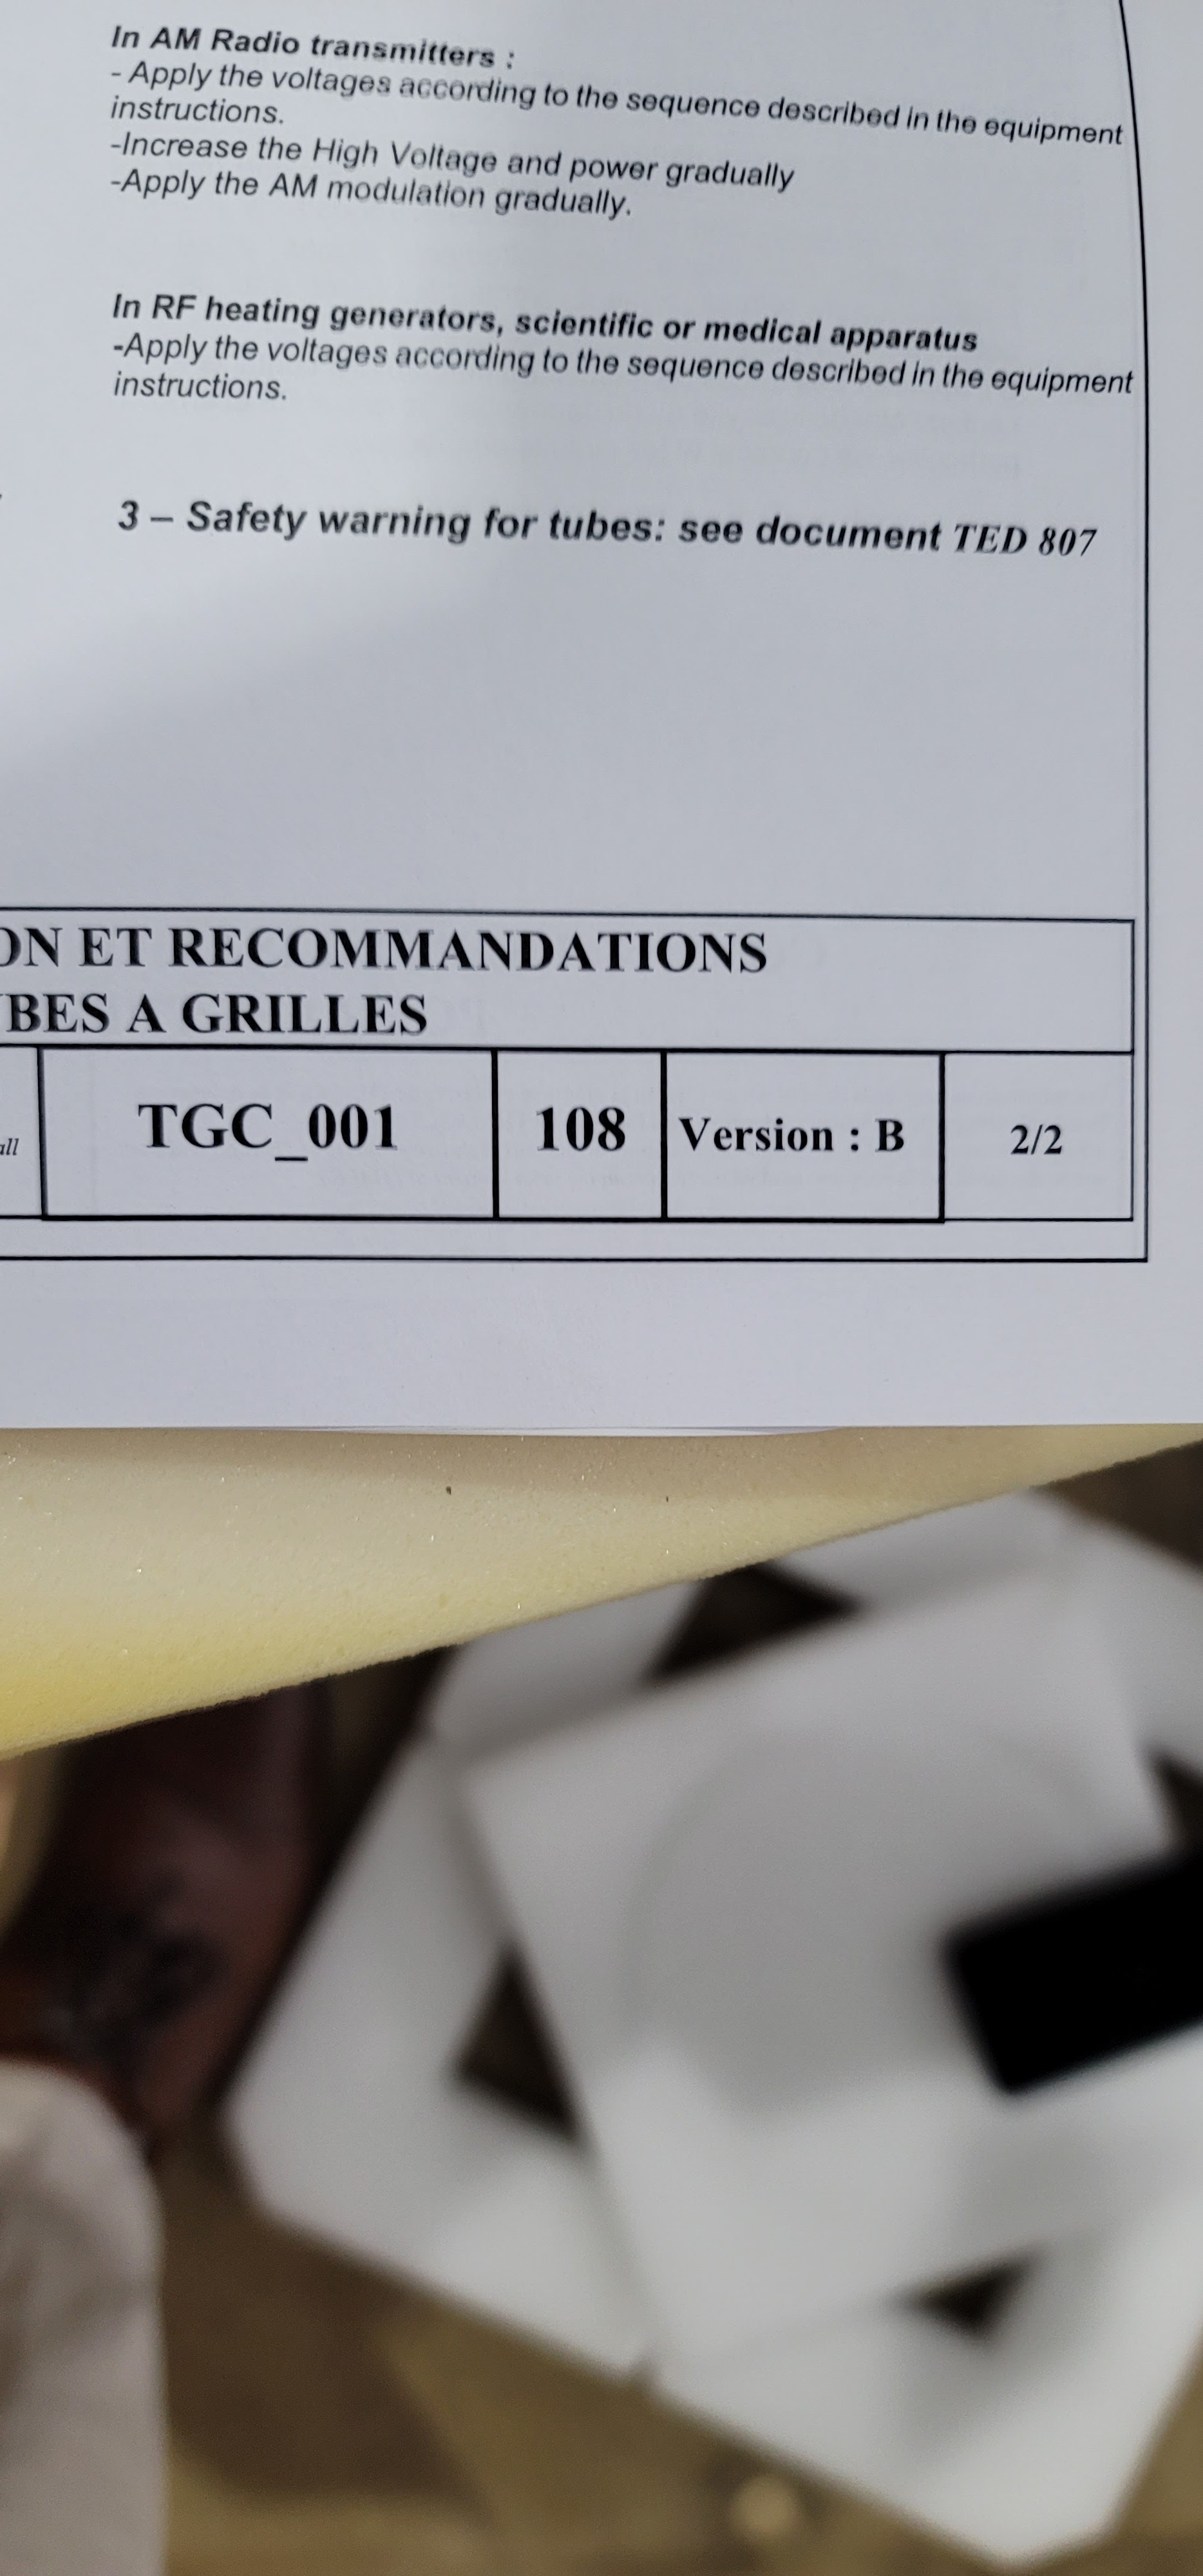 In AM Radio transmitters :
- Apply the voltages according to the sequence described in the equipment
instructions.
-Increase the High Voltage and power gradually
-Apply the AM modulation gradually.
In RF heating generators, scientific or medical apparatus
-Apply the voltages according to the sequence described in the equipment
instructions.
3 – Safety warning for tubes: see document TED 807
ON ET RECOMMANDATIONS
BES A GRILLES
all
TGC_001
108
Version : B
2/2